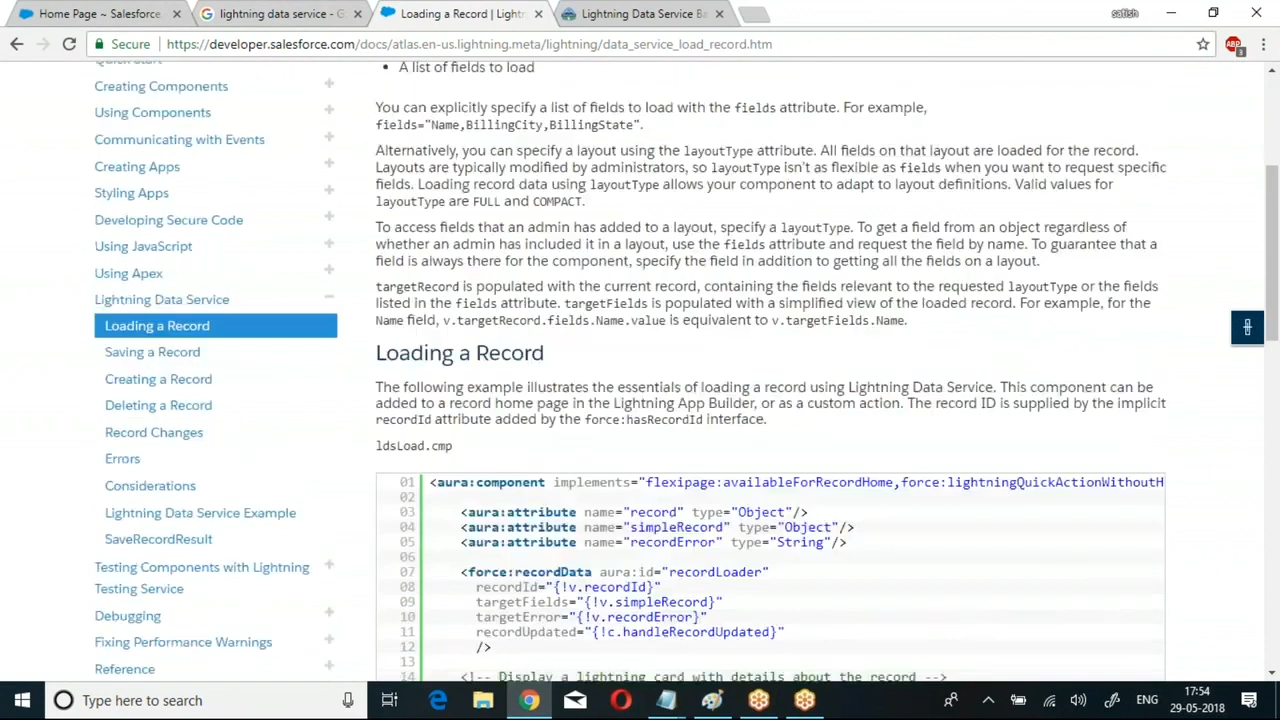 Home Page ~ Salesforce
lightning data service - G
Loading a Record | Lightn
Lightning Data Service Ba
satish
Secure
https://developer.salesforce.com/docs/atlas.en-us.lightning.meta/lightning/data_service_load_record.htm
ABP
3
Quick Start
Creating Components
Using Components
Communicating with Events
Creating Apps
Styling Apps
Developing Secure Code
Using JavaScript
Using Apex
Lightning Data Service
Loading a Record
Saving a Record
Creating a Record
Deleting a Record
Record Changes
Errors
Considerations
Lightning Data Service Example
SaveRecordResult
Testing Components with Lightning
Testing Service
Debugging
Fixing Performance Warnings
Reference
• A list of fields to load
You can explicitly specify a list of fields to load with the fields attribute. For example,
fields="Name,BillingCity,BillingState".
Alternatively, you can specify a layout using the layoutType attribute. All fields on that layout are loaded for the record.
Layouts are typically modified by administrators, so layoutType isn't as flexible as fields when you want to request specific
fields. Loading record data using layoutType allows your component to adapt to layout definitions. Valid values for
layoutType are FULL and COMPACT.
To access fields that an admin has added to a layout, specify a layoutType. To get a field from an object regardless of
whether an admin has included it in a layout, use the fields attribute and request the field by name. To guarantee that a
field is always there for the component, specify the field in addition to getting all the fields on a layout.
targetRecord is populated with the current record, containing the fields relevant to the requested layoutType or the fields
listed in the fields attribute. targetFields is populated with a simplified view of the loaded record. For example, for the
Name field, v.targetRecord.fields.Name.value is equivalent to v.targetFields.Name.
Loading a Record
The following example illustrates the essentials of loading a record using Lightning Data Service. This component can be
added to a record home page in the Lightning App Builder, or as a custom action. The record ID is supplied by the implicit
recordId attribute added by the force:hasRecordId interface.
ldsLoad.cmp
01 <aura:component implements="flexipage:availableForRecordHome,force:lightningQuickActionWithoutH
02
03 <aura:attribute name="record" type="Object"/>
04 <aura:attribute name="simpleRecord" type="Object"/>
05 <aura:attribute name="recordError" type="String"/>
06
07 <force:recordData aura:id="recordLoader"
08 recordId="{!v.recordId}"
09 targetFields="{!v.simpleRecord}"
10 targetError="{!v.recordError}"
11 recordUpdated="{!c.handleRecordUpdated}"
12 />
13
14 <!-- Display a lightning card with details about the record -->
Type here to search
ENG
17:54
29-05-2018